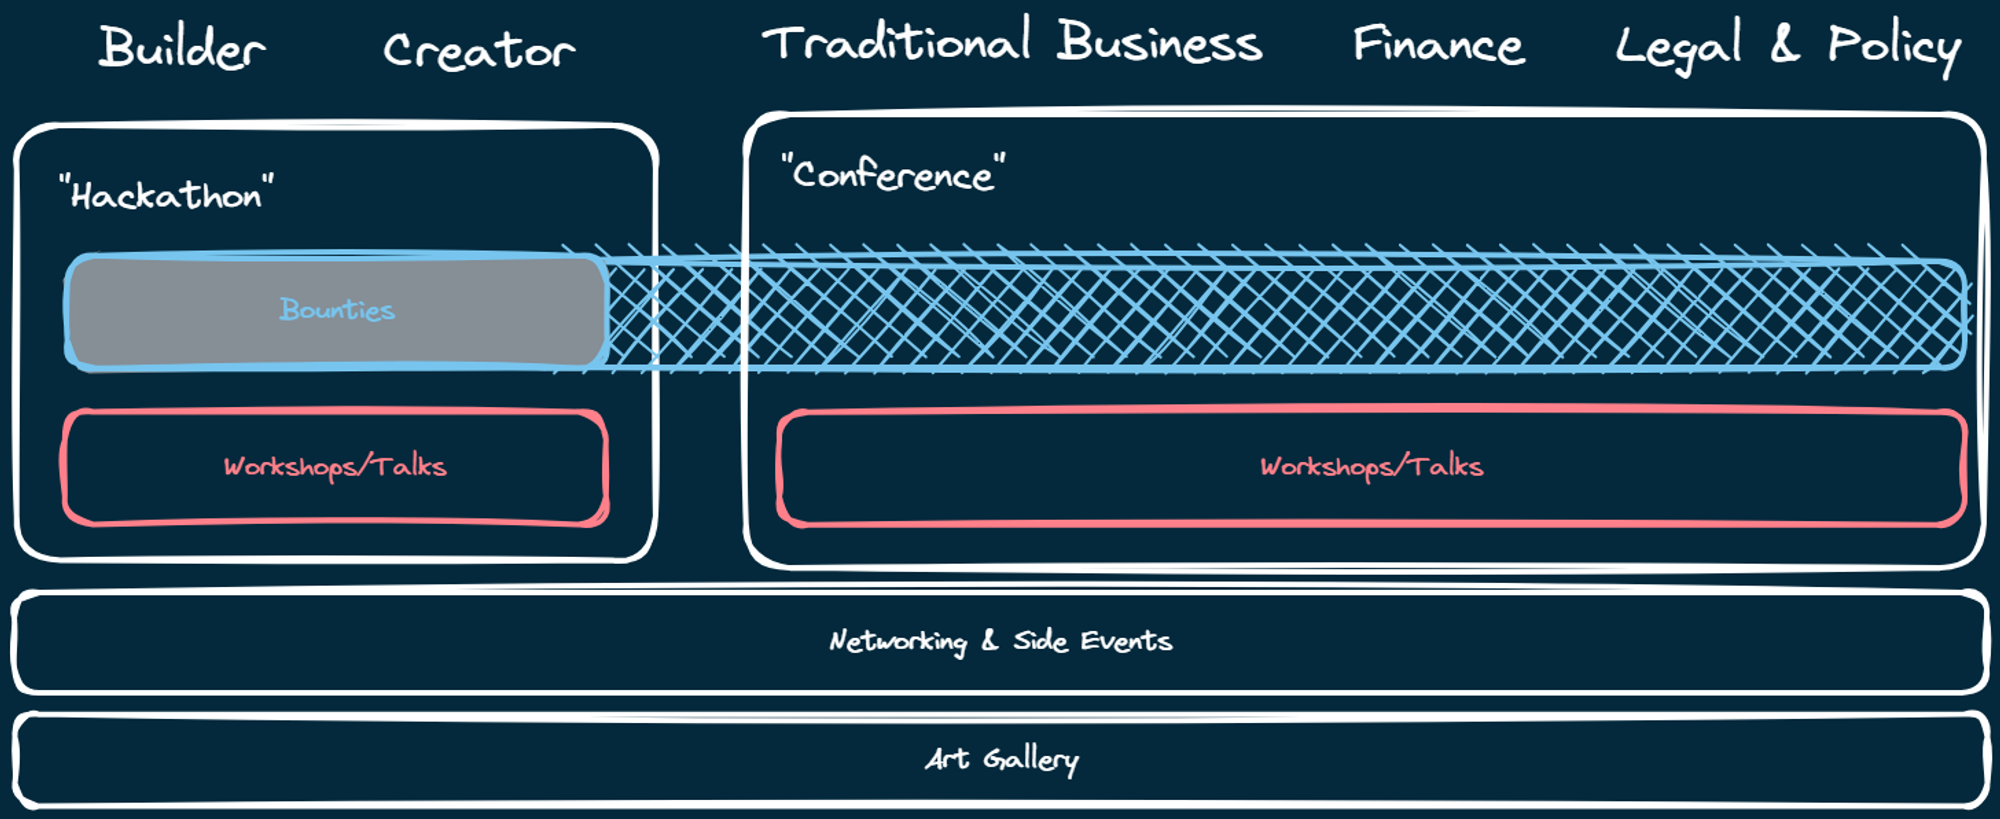 Builder Creator Traditional Business Finance Legal & Policy
"Hackathon"
"Conference"
Bounties
Workshops/Talks
Workshops/Talks
Networking & Side Events
Art Gallery